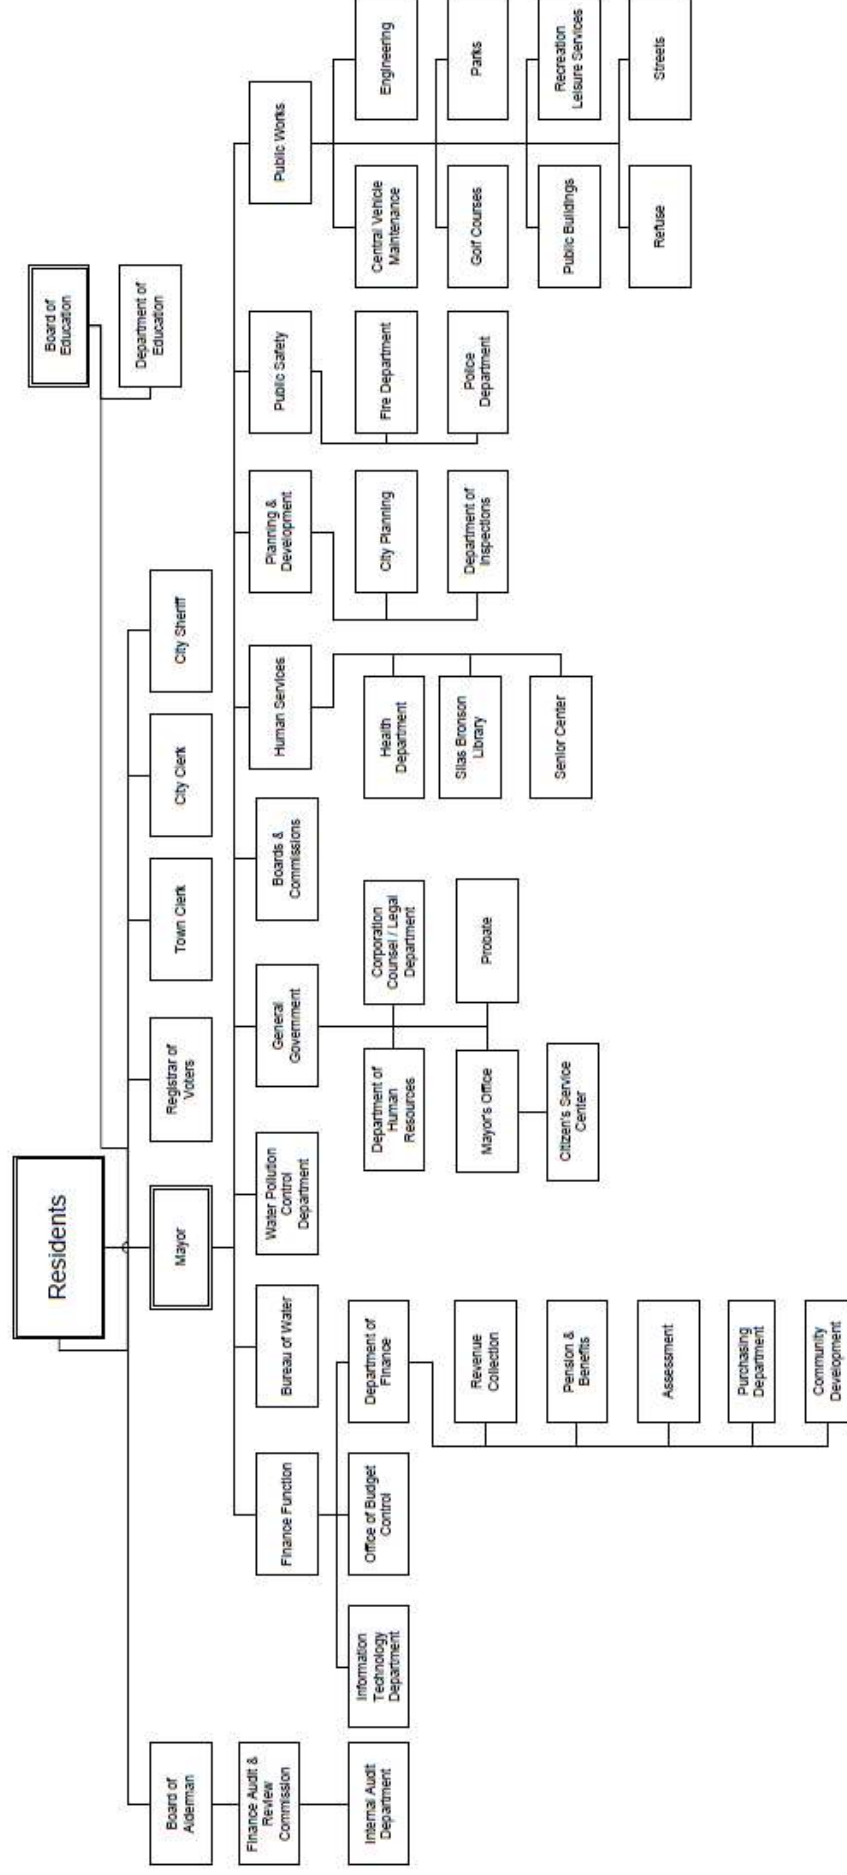 Residents
Board of
Education
Department of
Education
Board of
Alderman
Mayor
Registrar of
Voters
Town Clerk
City Clerk
City Sheriff
Finance Audit &
Review
Commission
Internal Audit
Department
Finance Function
Bureau of Water
Water Pollution
Control
Department
General
Government
Boards &
Commissions
Human Services
Planning &
Development
Public Safety
Public Works
Information
Technology
Department
Office of Budget
Control
Department of
Finance
Revenue
Collection
Pension &
Benefits
Assessment
Purchasing
Department
Community
Development
Department of
Human
Resources
Corporation
Counsel / Legal
Department
Mayor's Office
Probate
Citizen's Service
Center
Health
Department
Silas Bronson
Library
Senior Center
City Planning
Department of
Inspections
Fire Department
Police
Department
Central Vehicle
Maintenance
Engineering
Golf Courses
Parks
Public Buildings
Recreation
Leisure Services
Refuse
Streets